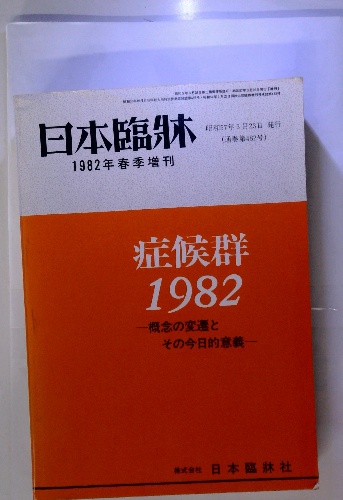 日本臨牀
1982年春季増刊
発行
症候群
1982
―概念の変遷と
その今日的意義―
株式会社 日本臨牀社